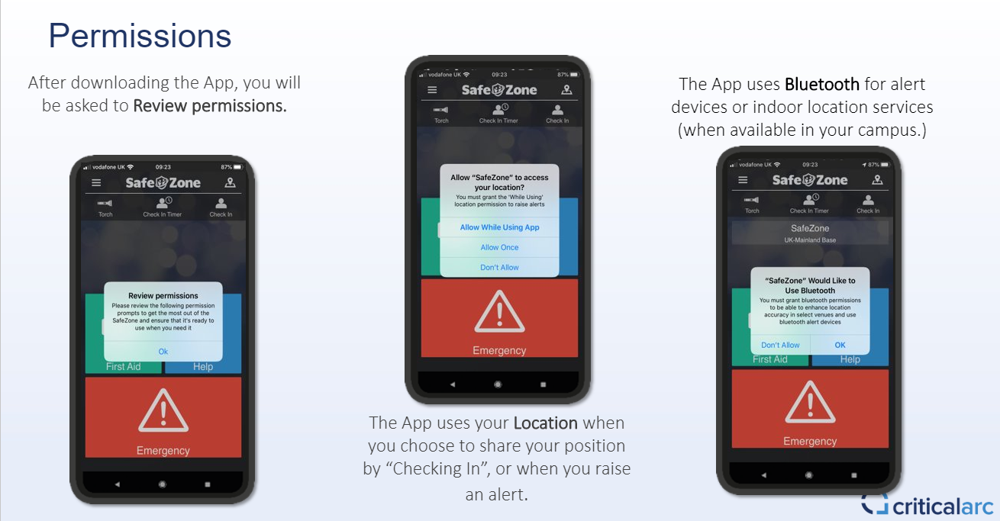 Permissions
After downloading the App, you will
be asked to Review permissions.
vodafone UK
09:23
87%
SafeZone
Torch
Check In Timer
Check In
Review permissions
Please review the following permission
prompts to get the most out of the
SafeZone and ensure that it's ready to
use when you need it
Ok
First Aid
Help
Emergency
vodafone UK
09:23
87%
SafeZone
Torch
Check In Timer
Check In
Allow “SafeZone” to access
your location?
You must grant the 'While Using'
location permission to raise alerts
Allow While Using App
Allow Once
Don't Allow
Emergency
The App uses your Location when
you choose to share your position
by “Checking In”, or when you raise
an alert.
The App uses Bluetooth for alert
devices or indoor location services
(when available in your campus.)
vodafone UK
09:23
87%
SafeZone
Torch
Check In Timer
Check In
SafeZone
UK-Mainland Base
“SafeZone” Would Like to
Use Bluetooth
You must grant bluetooth permissions
to be able to enhance location
accuracy in select venues and use
bluetooth alert devices
Don't Allow
OK
First Aid
Help
Emergency
criticalarc